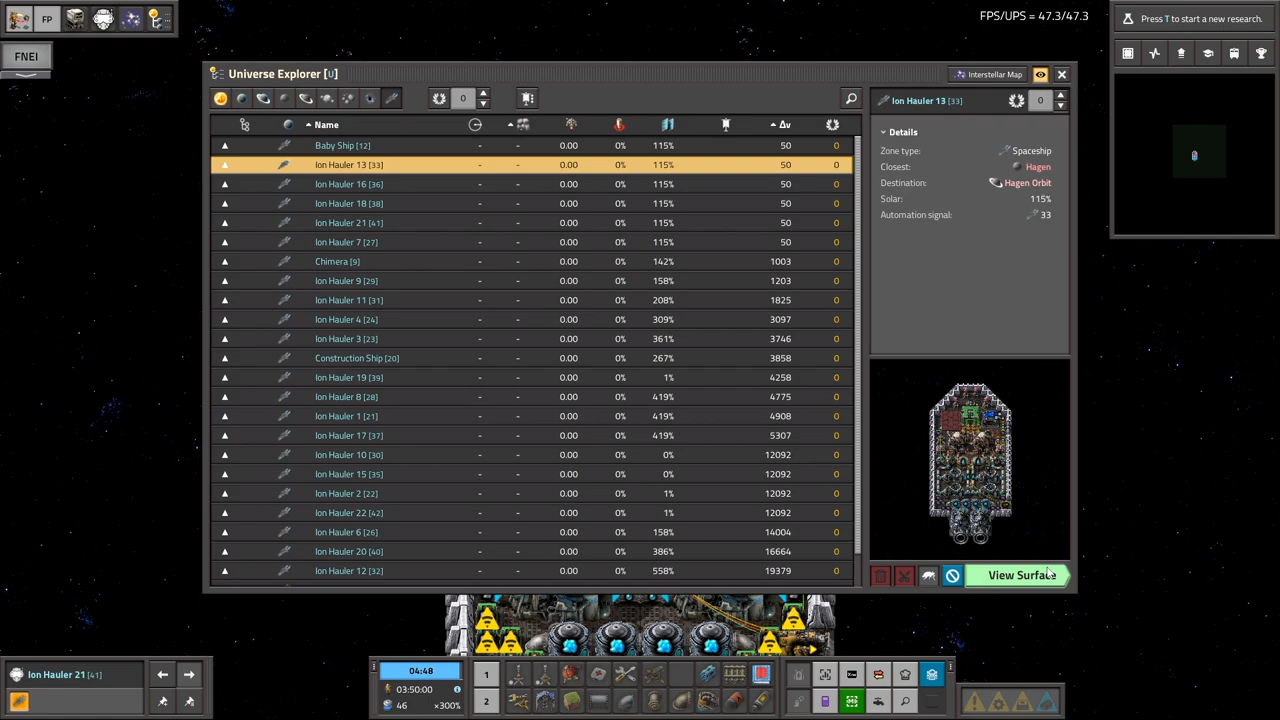 FP
FPS/UPS = 47.3/47.3
Press T to start a new research.
FNEI
Universe Explorer [U]
Interstellar Map
0
Name
Δv
Baby Ship [12] - - 0.00 0% 115% 50 0
Ion Hauler 13 [33] - - 0.00 0% 115% 50 0
Ion Hauler 16 [36] - - 0.00 0% 115% 50 0
Ion Hauler 18 [38] - - 0.00 0% 115% 50 0
Ion Hauler 21 [41] - - 0.00 0% 115% 50 0
Ion Hauler 7 [27] - - 0.00 0% 115% 50 0
Chimera [9] - - 0.00 0% 142% 1003 0
Ion Hauler 9 [29] - - 0.00 0% 158% 1203 0
Ion Hauler 11 [31] - - 0.00 0% 208% 1825 0
Ion Hauler 4 [24] - - 0.00 0% 309% 3097 0
Ion Hauler 3 [23] - - 0.00 0% 361% 3746 0
Construction Ship [20] - - 0.00 0% 267% 3858 0
Ion Hauler 19 [39] - - 0.00 0% 1% 4258 0
Ion Hauler 8 [28] - - 0.00 0% 419% 4775 0
Ion Hauler 1 [21] - - 0.00 0% 419% 4908 0
Ion Hauler 17 [37] - - 0.00 0% 419% 5307 0
Ion Hauler 10 [30] - - 0.00 0% 0% 12092 0
Ion Hauler 15 [35] - - 0.00 0% 0% 12092 0
Ion Hauler 2 [22] - - 0.00 0% 1% 12092 0
Ion Hauler 22 [42] - - 0.00 0% 1% 12092 0
Ion Hauler 6 [26] - - 0.00 0% 158% 14004 0
Ion Hauler 20 [40] - - 0.00 0% 386% 16664 0
Ion Hauler 12 [32] - - 0.00 0% 558% 19379 0
Ion Hauler 13 [33] 0
Details
Zone type: Spaceship
Closest: Hagen
Destination: Hagen Orbit
Solar: 115%
Automation signal: 33
View Surface
Ion Hauler 21 [41]
04:48
03:50:00
46 ×300%
1
2